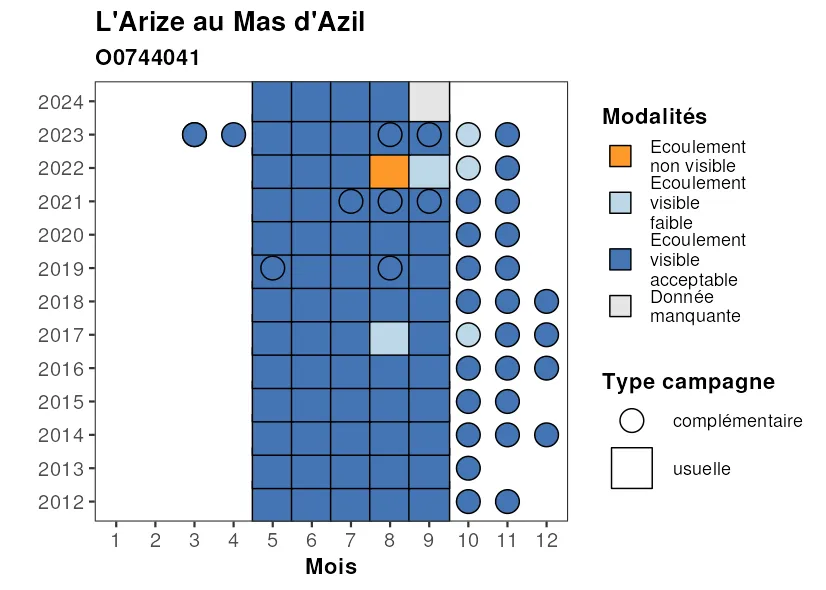 L'Arize au Mas d'Azil
O0744041
2024
2023
2022
2021
2020
2019
2018
2017
2016
2015
2014
2013
2012
1 2 3 4 5 6 7 8 9 10 11 12
Mois
Modalités
Ecoulement
non visible
Ecoulement
visible
faible
Ecoulement
visible
acceptable
Donnée
manquante
Type campagne
complémentaire
usuelle